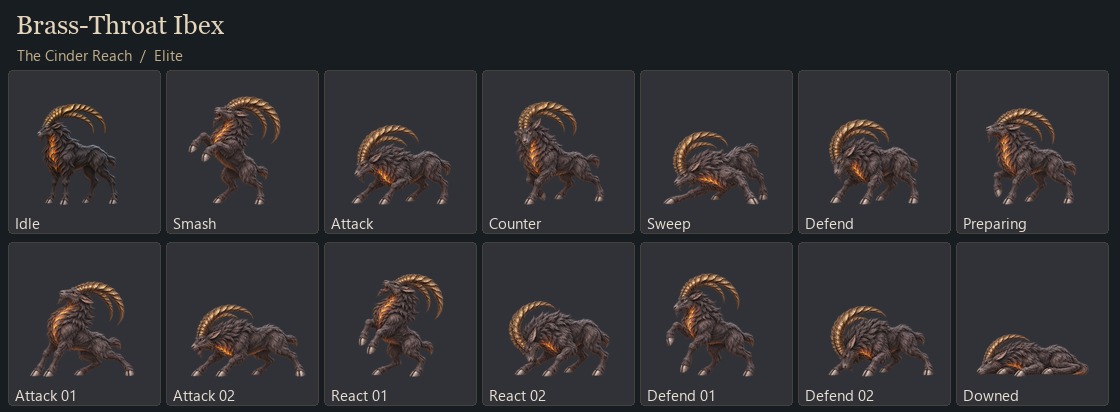 Brass-Throat Ibex
The Cinder Reach / Elite
Idle
Smash
Attack
Counter
Sweep
Defend
Preparing
Attack 01
Attack 02
React 01
React 02
Defend 01
Defend 02
Downed